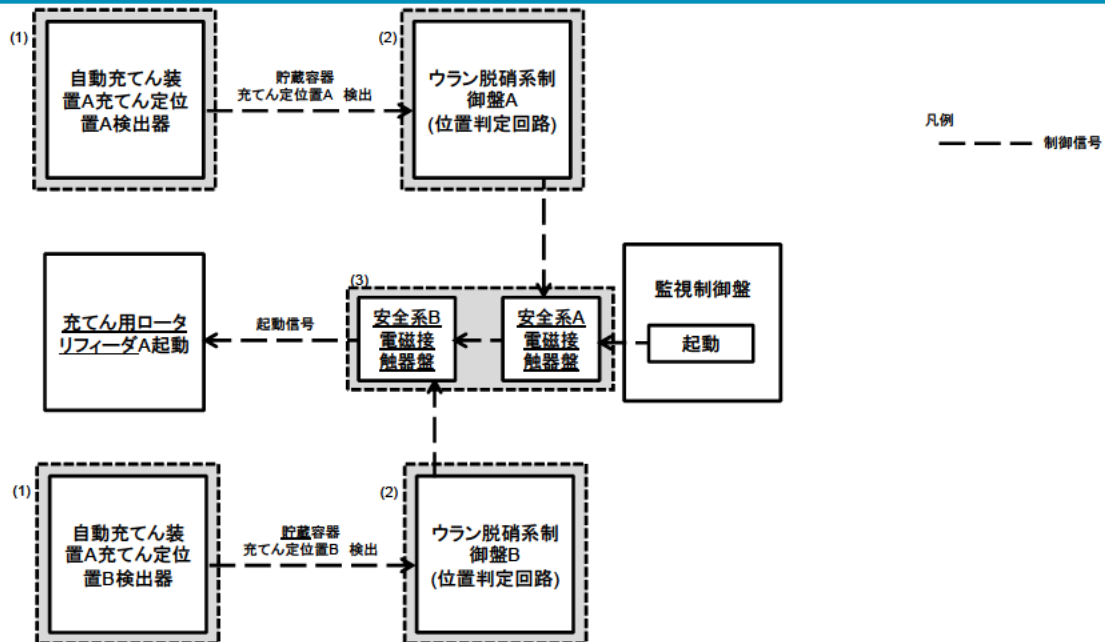 (1)
自動充てん装
置A充てん定位
置A検出器
貯蔵容器
充てん定位置A 検出
(2)
ウラン脱硝系制
御盤A
(位置判定回路)
凡例
制御信号
充てん用ロータ
リフィーダA起動
起動信号
(3)
安全系B
電磁接
触器盤
安全系A
電磁接
触器盤
監視制御盤
起動
(1)
自動充てん装
置A充てん定位
置B検出器
貯蔵容器
充てん定位置B 検出
(2)
ウラン脱硝系制
御盤B
(位置判定回路)